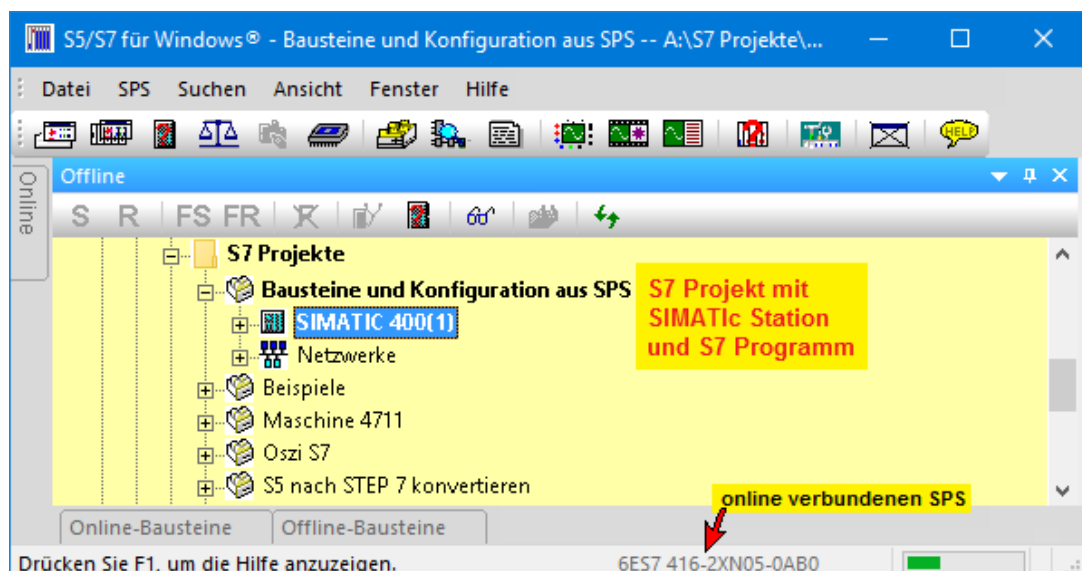 S5/S7 für Windows® - Bausteine und Konfiguration aus SPS -- A:\S7 Projekte\...
Datei SPS Suchen Ansicht Fenster Hilfe
HELP
Online
Offline
S R FS FR
S7 Projekte
Bausteine und Konfiguration aus SPS
S7 Projekt mit
SIMATIC 400(1)
SIMATIc Station
Netzwerke
und S7 Programm
Beispiele
Maschine 4711
Oszi S7
S5 nach STEP 7 konvertieren
online verbundenen SPS
Online-Bausteine Offline-Bausteine
Drücken Sie F1, um die Hilfe anzuzeigen. 6ES7 416-2XN05-0AB0